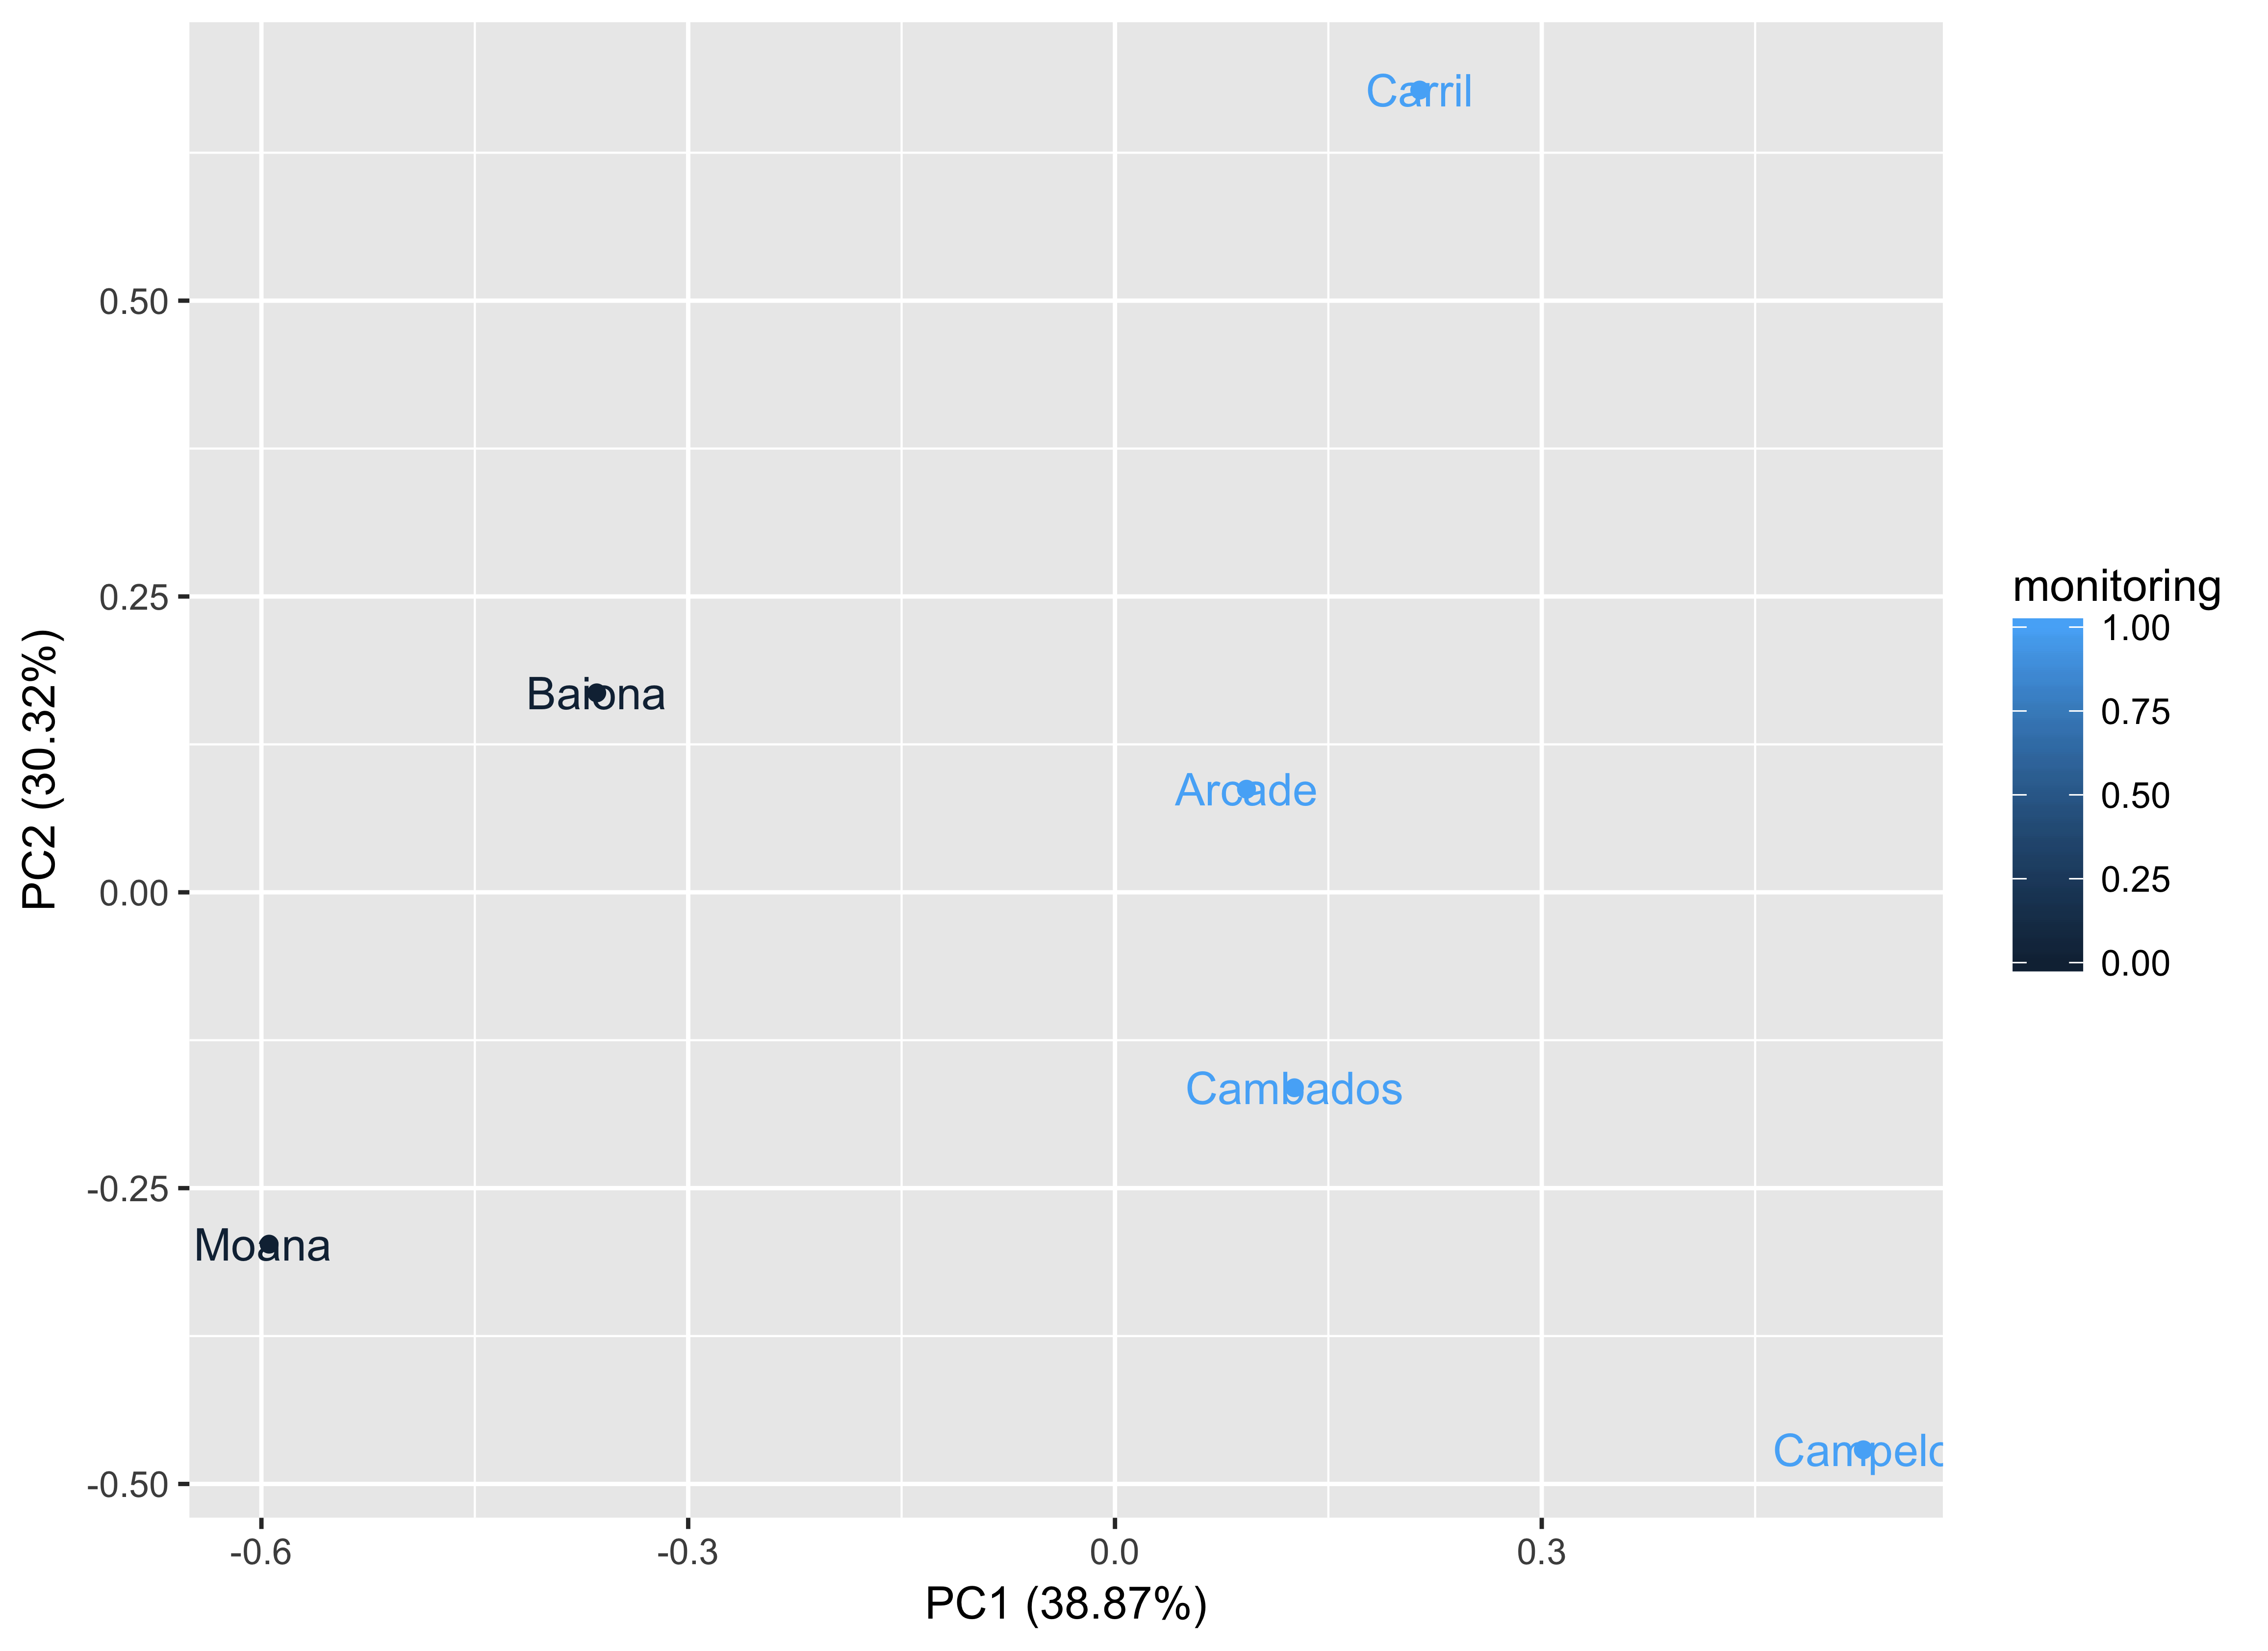 Carril
0.50
0.25
Baiona
Arcade
0.00
Cambados
-0.25
Moana
Campelo
-0.50
-0.6
-0.3
0.0
0.3
PC1 (38.87%)
PC2 (30.32%)
monitoring
1.00
0.75
0.50
0.25
0.00